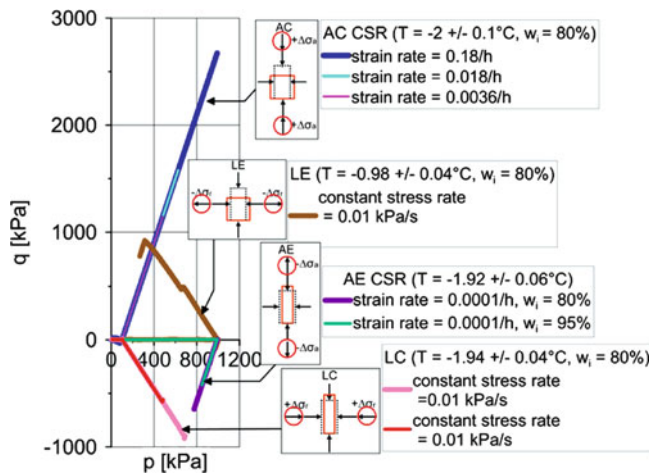 3000
2000
1000
0
-1000
q [kPa]
0 400 800 1200
p [kPa]
AC
+Δσa
+Δσa
AC CSR (T = -2 +/- 0.1°C, wi = 80%)
strain rate = 0.18/h
strain rate = 0.018/h
strain rate = 0.0036/h
LE
-Δσr
-Δσr
LE (T = -0.98 +/- 0.04°C, wi = 80%)
constant stress rate
= 0.01 kPa/s
AE
-Δσa
-Δσa
AE CSR (T = -1.92 +/- 0.06°C)
strain rate = 0.0001/h, wi = 80%
strain rate = 0.0001/h, wi = 95%
LC
+Δσr
+Δσr
LC (T = -1.94 +/- 0.04°C, wi = 80%)
constant stress rate
=0.01 kPa/s
constant stress rate
= 0.01 kPa/s